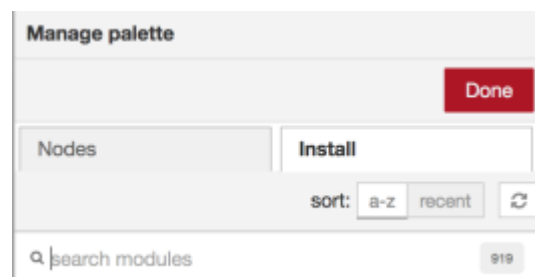 Manage palette
Done
Nodes Install
sort: a-z recent
search modules 919